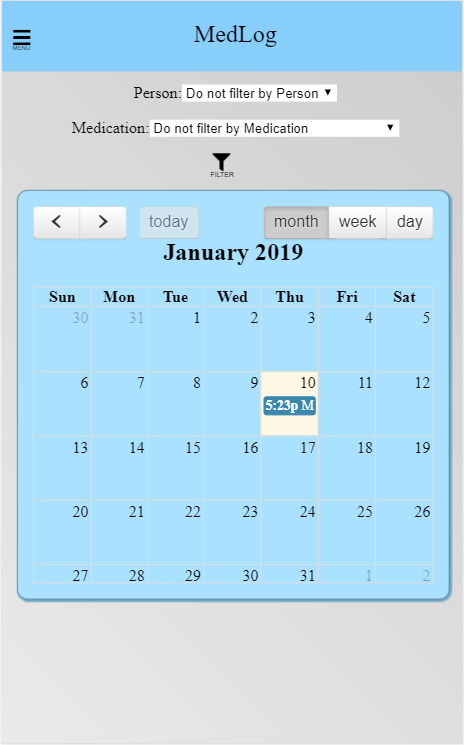 MedLog
MENU
Person: Do not filter by Person
Medication: Do not filter by Medication
FILTER
today month week day
January 2019
Sun Mon Tue Wed Thu Fri Sat
30 31 1 2 3 4 5
6 7 8 9 10 11 12
5:23p M
13 14 15 16 17 18 19
20 21 22 23 24 25 26
27 28 29 30 31 1 2